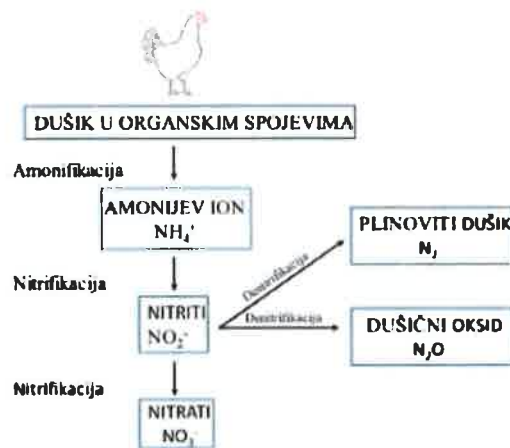 DUŠIK U ORGANSKIM SPOJEVIMA
Amonifikacija
AMONIJEV ION
NH₄⁺
Nitrifikacija
NITRITI
NO₂⁻
Denitrifikacija
Denitrifikacija
PLINOVITI DUŠIK
N₂
DUŠIČNI OKSID
N₂O
Nitrifikacija
NITRATI
NO₃⁻